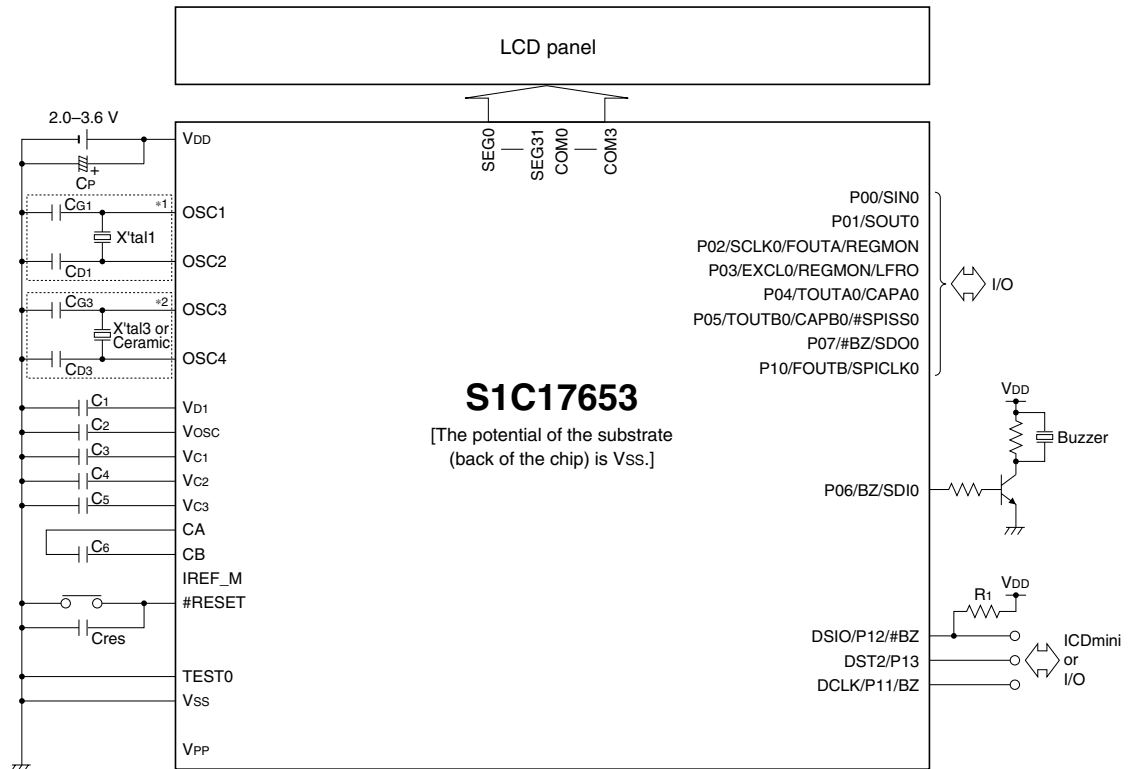 LCD panel
2.0–3.6 V
VDD
CP
+
SEG0
SEG31
COM0
COM3
CG1
*1
OSC1
X'tal1
OSC2
CD1
CG3
*2
OSC3
X'tal3 or
Ceramic
OSC4
CD3
C1
VD1
C2
VOSC
C3
VC1
C4
VC2
C5
VC3
CA
C6
CB
IREF_M
#RESET
Cres
TEST0
VSS
VPP
S1C17653
[The potential of the substrate
(back of the chip) is VSS.]
P00/SIN0
P01/SOUT0
P02/SCLK0/FOUTA/REGMON
P03/EXCL0/REGMON/LFRO
P04/TOUTA0/CAPA0
P05/TOUTB0/CAPB0/#SPISS0
P07/#BZ/SDO0
P10/FOUTB/SPICLK0
I/O
VDD
Buzzer
P06/BZ/SDI0
VDD
R1
DSIO/P12/#BZ
DST2/P13
DCLK/P11/BZ
ICDmini
or
I/O